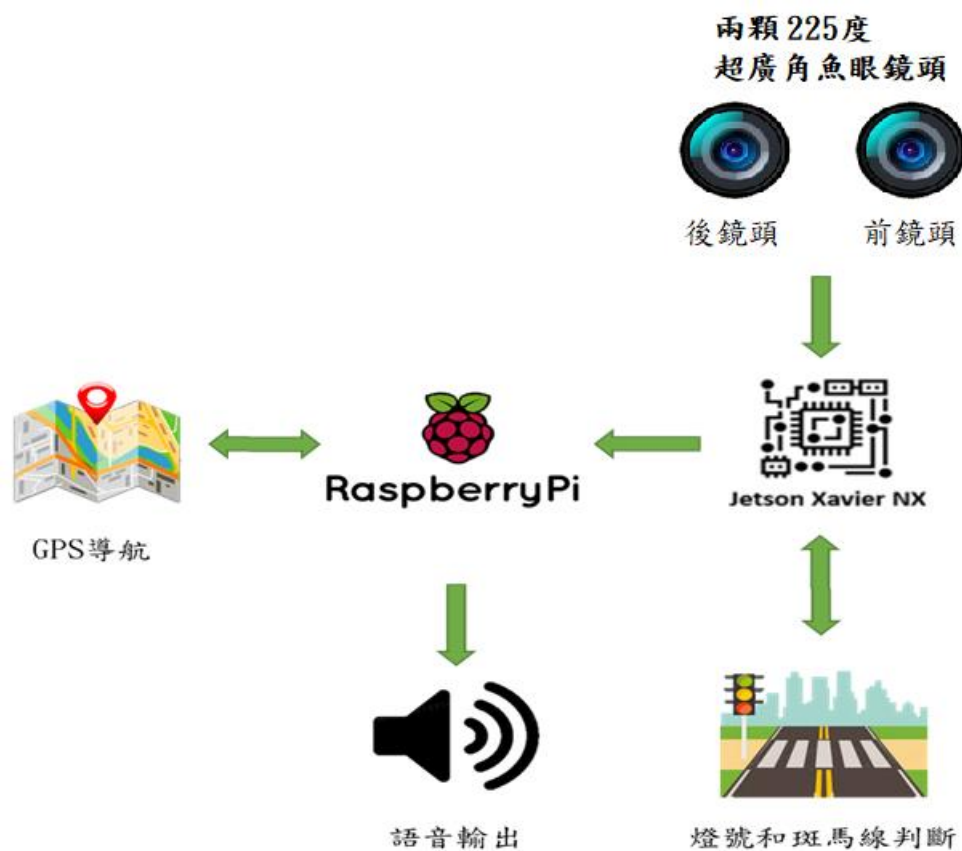 兩顆225度
超廣角魚眼鏡頭
後鏡頭
前鏡頭
RaspberryPi
Jetson Xavier NX
GPS導航
語音輸出
燈號和斑馬線判斷